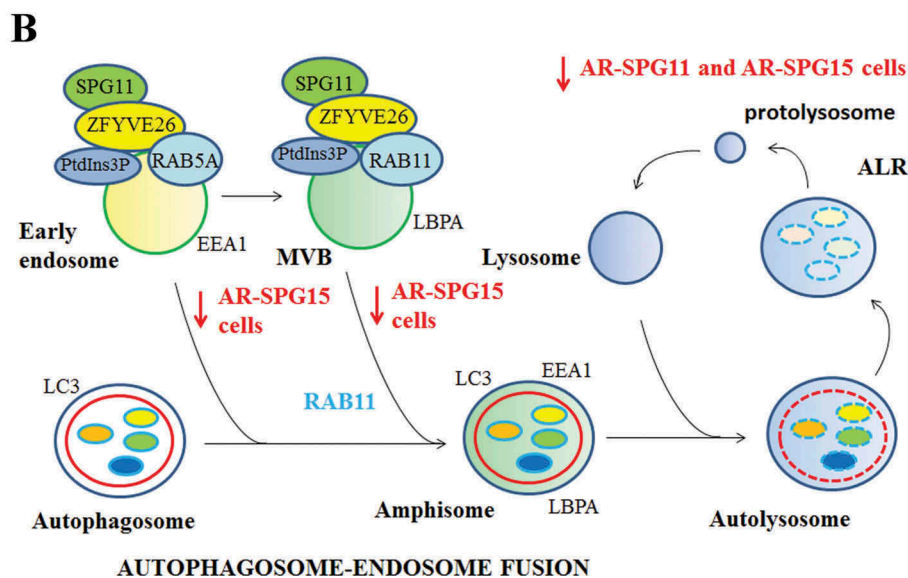 B
SPG11
ZFYVE26
PtdIns3P
RAB5A
EEA1
Early
endosome
SPG11
ZFYVE26
PtdIns3P
RAB11
LBPA
MVB
AR-SPG11 and AR-SPG15 cells
protolysosome
ALR
Lysosome
AR-SPG15
cells
AR-SPG15
cells
LC3
RAB11
LC3
EEA1
LBPA
Autophagosome
Amphisome
Autolysosome
AUTOPHAGOSOME-ENDOSOME FUSION